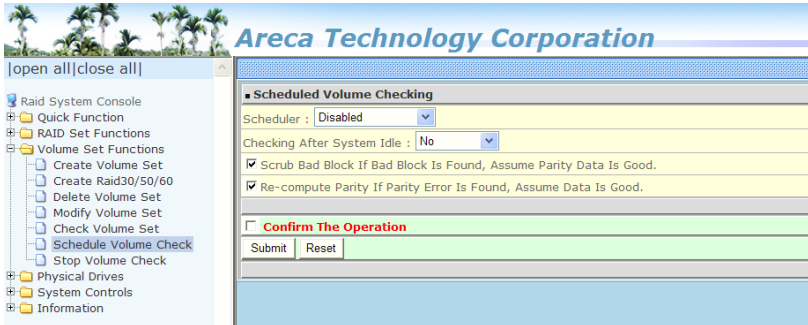 Areca Technology Corporation
|open all|close all|
Raid System Console
Quick Function
RAID Set Functions
Volume Set Functions
Create Volume Set
Create Raid30/50/60
Delete Volume Set
Modify Volume Set
Check Volume Set
Schedule Volume Check
Stop Volume Check
Physical Drives
System Controls
Information
Scheduled Volume Checking
Scheduler : Disabled
Checking After System Idle : No
Scrub Bad Block If Bad Block Is Found, Assume Parity Data Is Good.
Re-compute Parity If Parity Error Is Found, Assume Data Is Good.
Confirm The Operation
Submit Reset